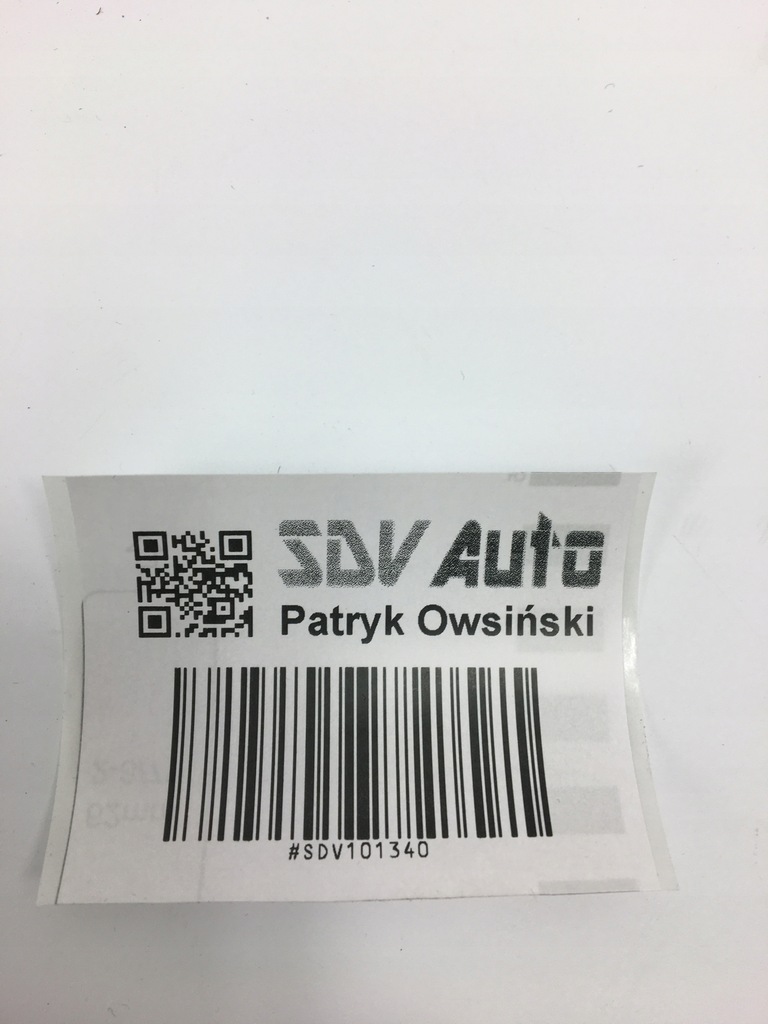 SDV Auto
Patryk Owsiński
#SDV101340